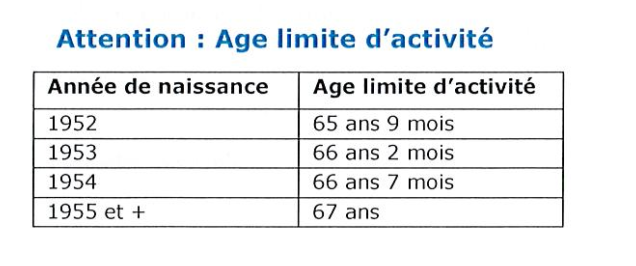 Attention : Age limite d’activité
Année de naissance Age limite d’activité
1952 65 ans 9 mois
1953 66 ans 2 mois
1954 66 ans 7 mois
1955 et + 67 ans